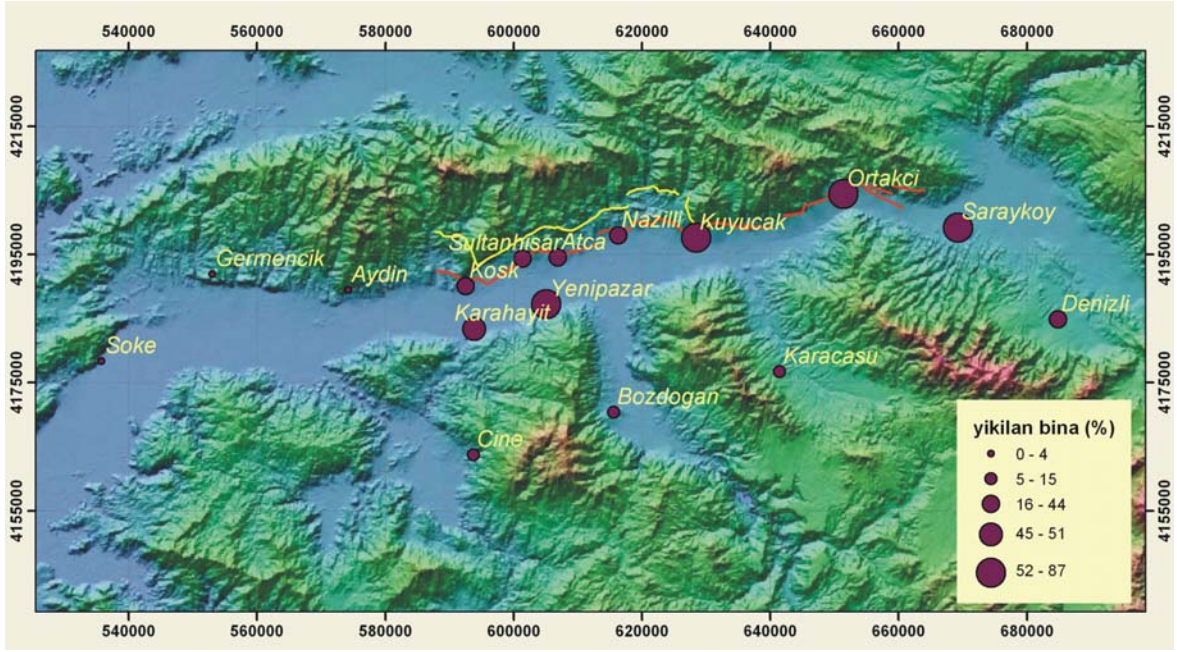 540000 560000 580000 600000 620000 640000 660000 680000
4215000 4215000
Ortakci
Saraykoy
Nazilli Kuyucak
SultanhisarAtca
4195000 4195000
Germencik Aydin Kosk
Yenipazar
Karahayit Denizli
Soke Karacasu
4175000 4175000
Bozdogan
Cine
4155000 4155000
yikilan bina (%)
0 - 4
5 - 15
16 - 44
45 - 51
52 - 87
540000 560000 580000 600000 620000 640000 660000 680000